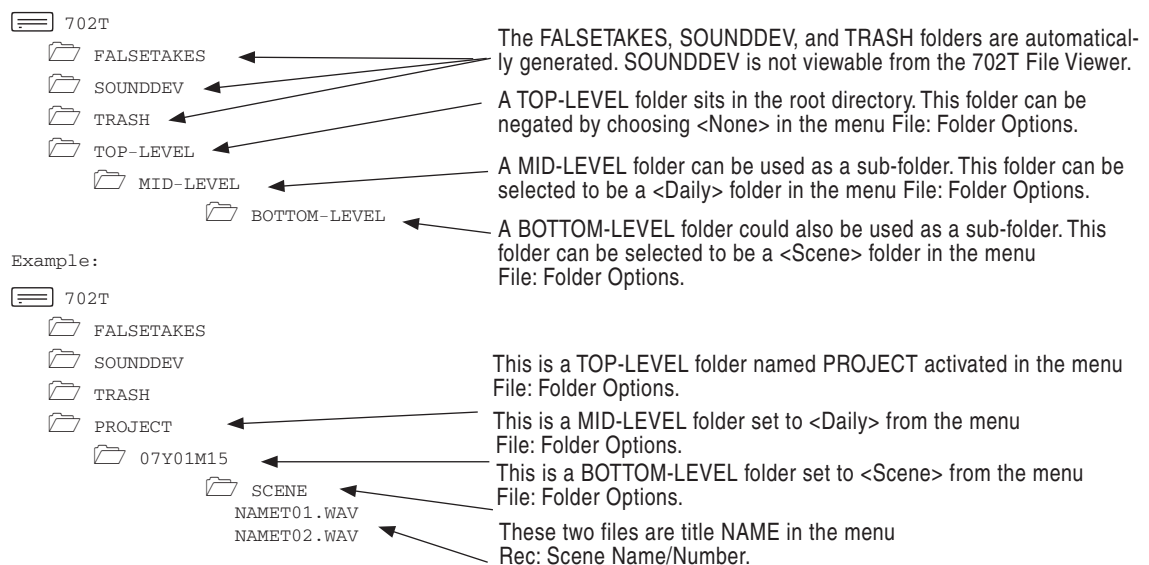 702T
FALSETAKES
SOUNDDEV
TRASH
TOP-LEVEL
MID-LEVEL
BOTTOM-LEVEL
The FALSETAKES, SOUNDDEV, and TRASH folders are automatical-
ly generated. SOUNDDEV is not viewable from the 702T File Viewer.
A TOP-LEVEL folder sits in the root directory. This folder can be
negated by choosing <None> in the menu File: Folder Options.
A MID-LEVEL folder can be used as a sub-folder. This folder can be
selected to be a <Daily> folder in the menu File: Folder Options.
A BOTTOM-LEVEL folder could also be used as a sub-folder. This
folder can be selected to be a <Scene> folder in the menu
File: Folder Options.
Example:
702T
FALSETAKES
SOUNDDEV
TRASH
PROJECT
07Y01M15
SCENE
NAMET01.WAV
NAMET02.WAV
This is a TOP-LEVEL folder named PROJECT activated in the menu
File: Folder Options.
This is a MID-LEVEL folder set to <Daily> from the menu
File: Folder Options.
This is a BOTTOM-LEVEL folder set to <Scene> from the menu
File: Folder Options.
These two files are title NAME in the menu
Rec: Scene Name/Number.